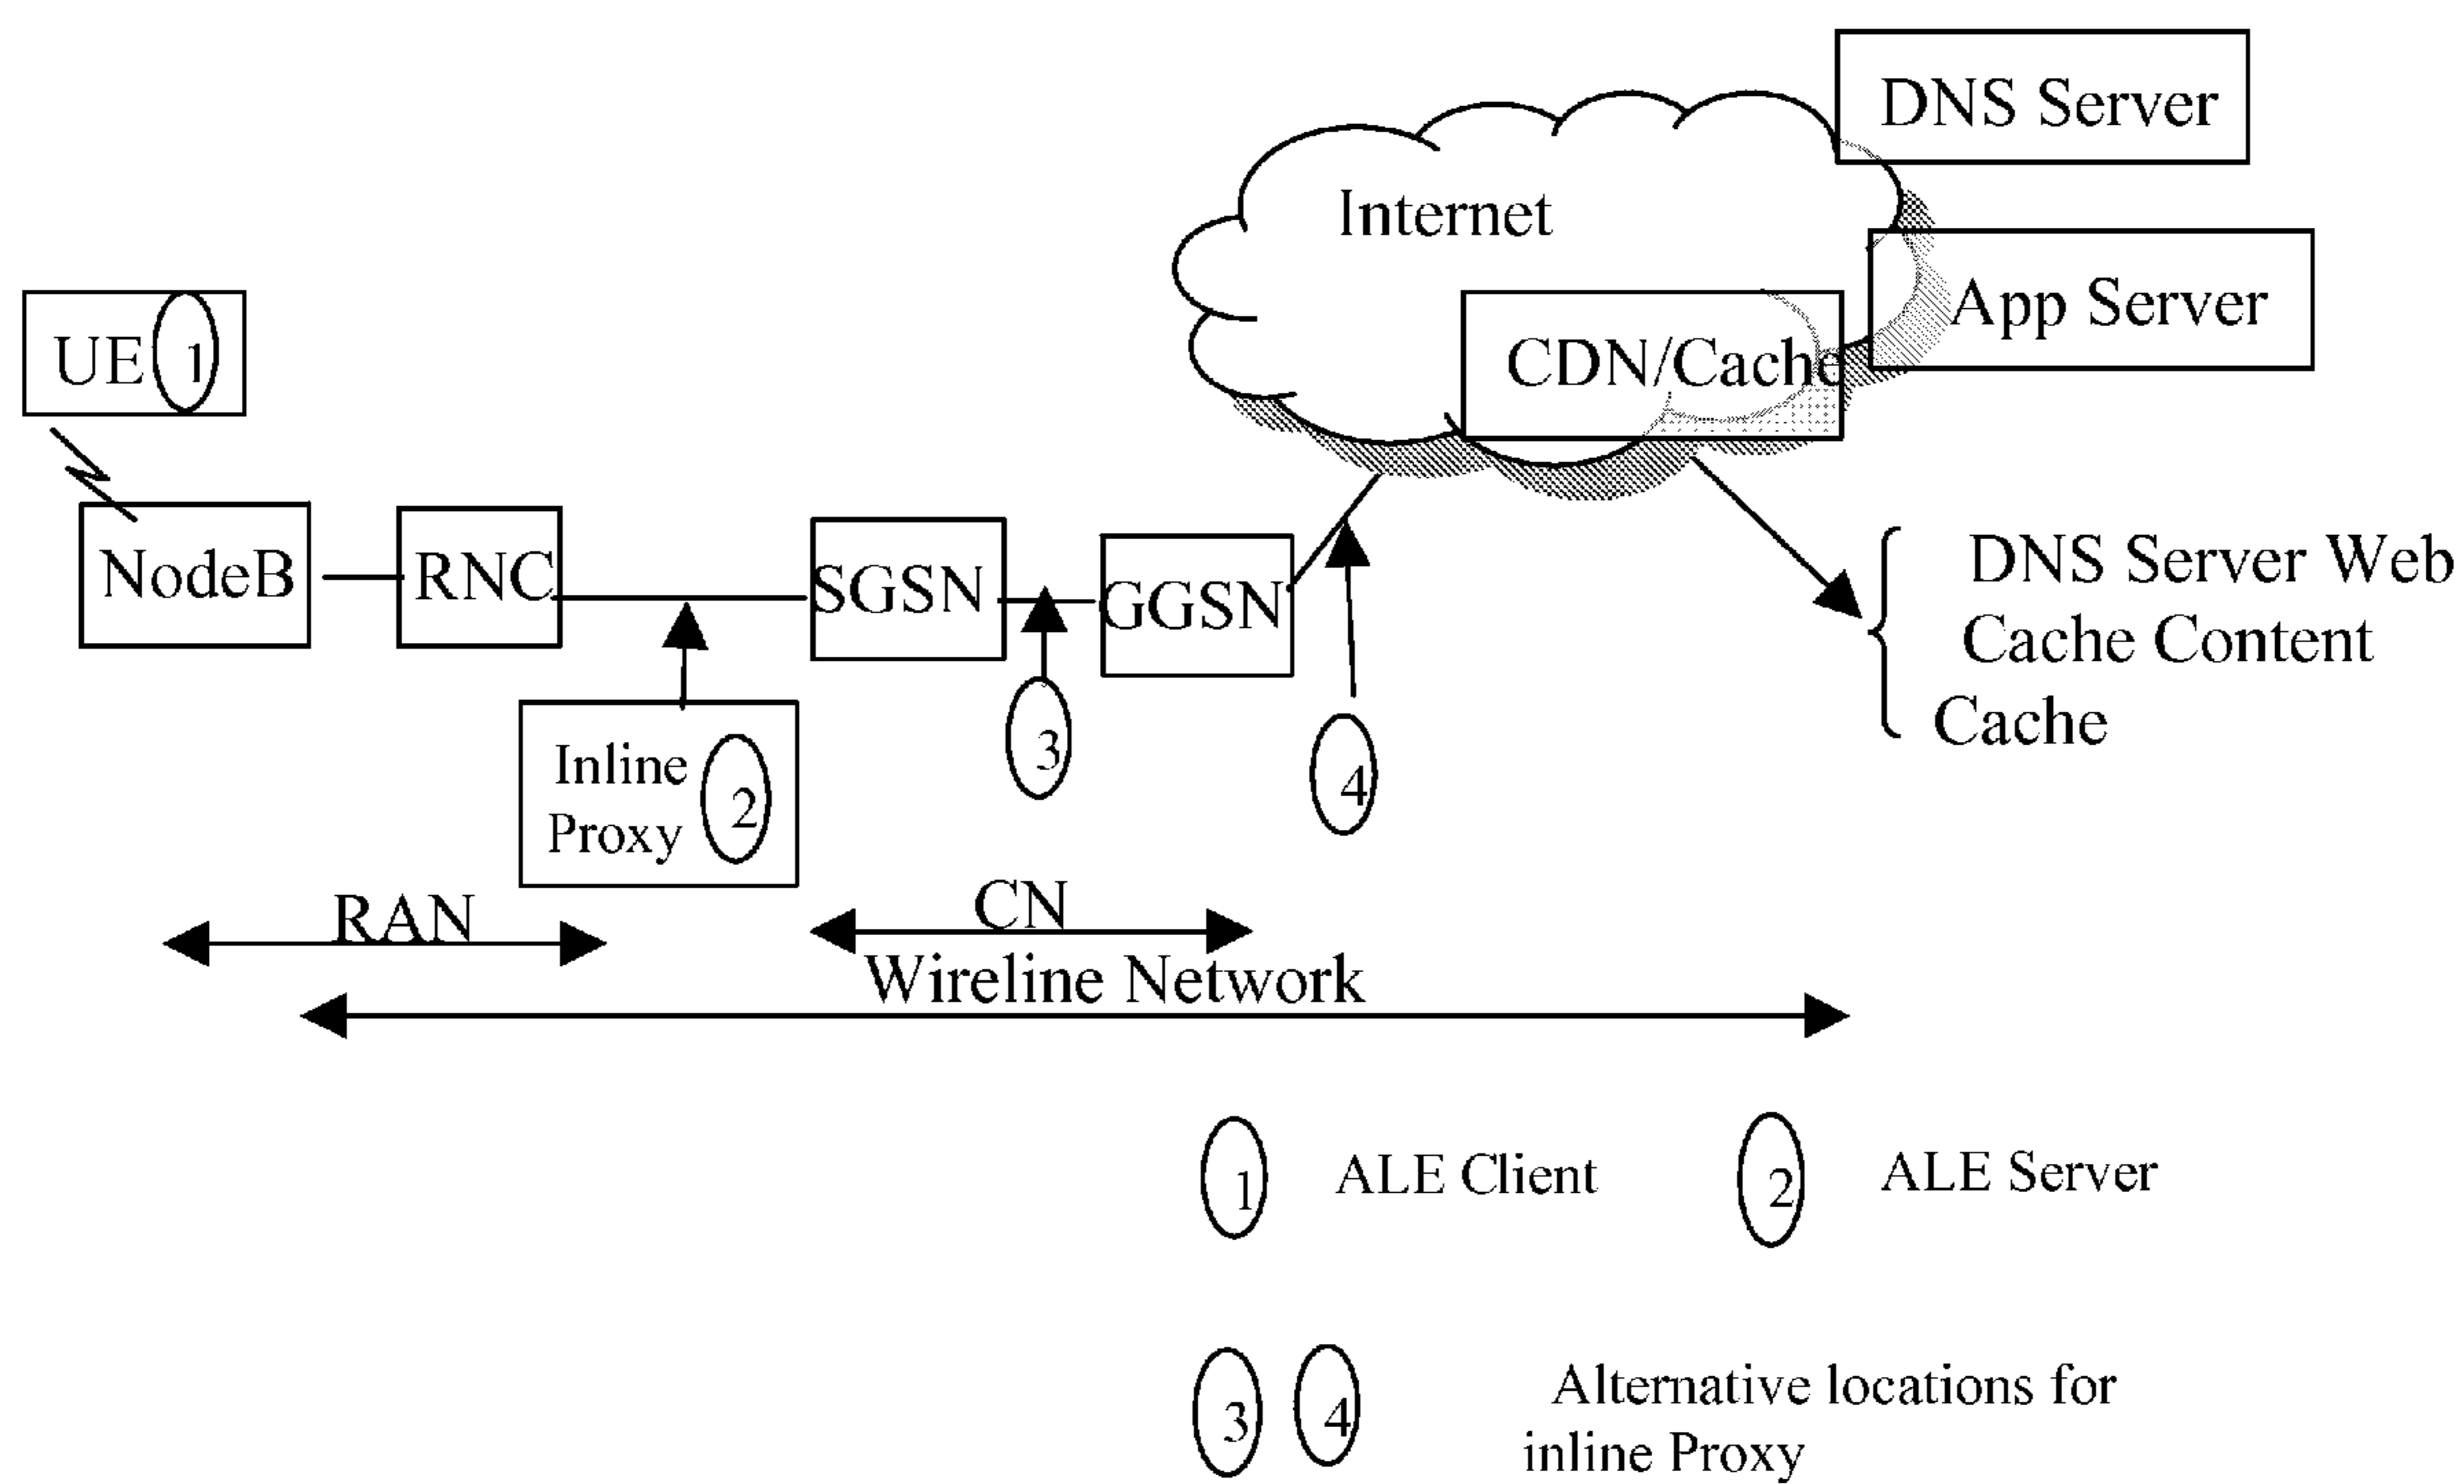 DNS Server
Internet
App Server
UE 1
CDN/Cache
NodeB
RNC
SGSN
GGSN
DNS Server Web
Cache Content
Cache
Inline
Proxy
2
3
4
RAN
CN
Wireline Network
1 ALE Client
2 ALE Server
3 4 Alternative locations for
inline Proxy